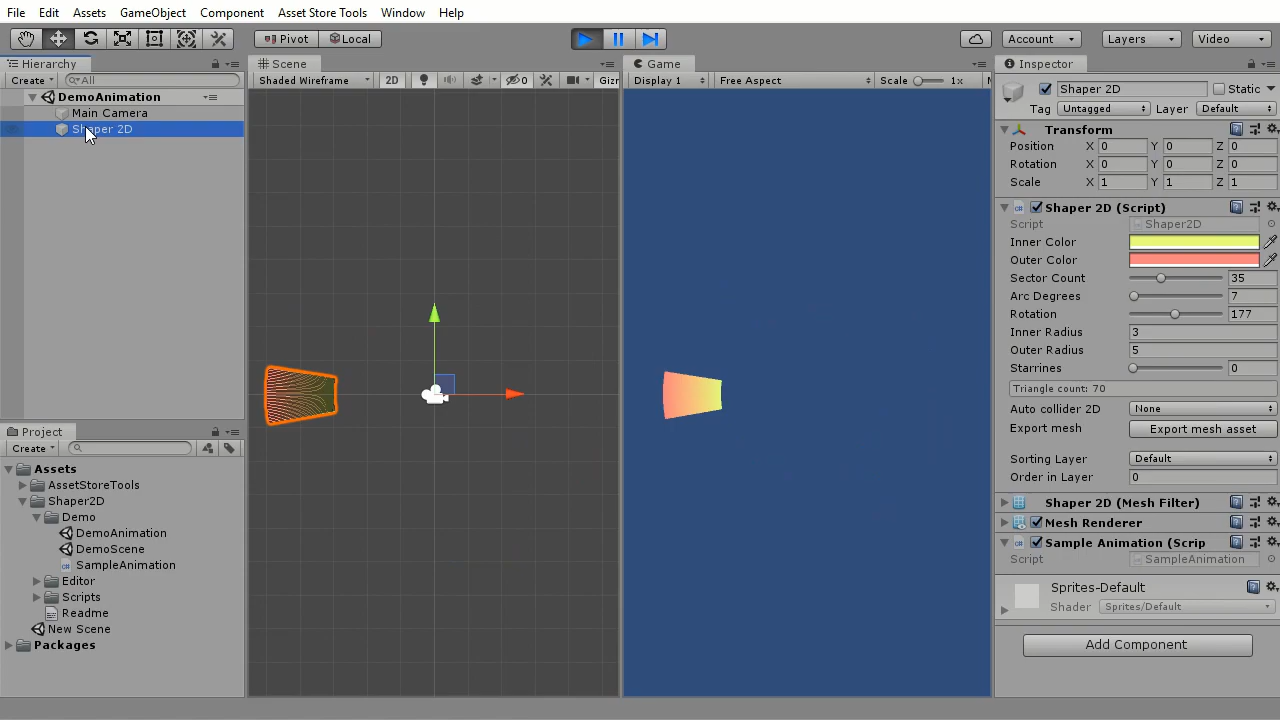 File Edit Assets GameObject Component Asset Store Tools Window Help
Pivot Local Account Layers Video
Hierarchy
Create All
DemoAnimation
Main Camera
Shaper 2D
Project
Create
Assets
AssetStoreTools
Shaper2D
Demo
DemoAnimation
DemoScene
SampleAnimation
Editor
Scripts
Readme
New Scene
Packages
Scene
Shaded Wireframe 2D 0 Giz
Game
Display 1 Free Aspect Scale 1x
Inspector
Shaper 2D Static
Tag Untagged Layer Default
Transform
Position X 0 Y 0 Z 0
Rotation X 0 Y 0 Z 0
Scale X 1 Y 1 Z 1
Shaper 2D (Script)
Script Shaper2D
Inner Color
Outer Color
Sector Count 35
Arc Degrees 7
Rotation 177
Inner Radius 3
Outer Radius 5
Starrines 0
Triangle count: 70
Auto collider 2D None
Export mesh Export mesh asset
Sorting Layer Default
Order in Layer 0
Shaper 2D (Mesh Filter)
Mesh Renderer
Sample Animation (Scrip
Script SampleAnimation
Sprites-Default
Shader Sprites/Default
Add Component